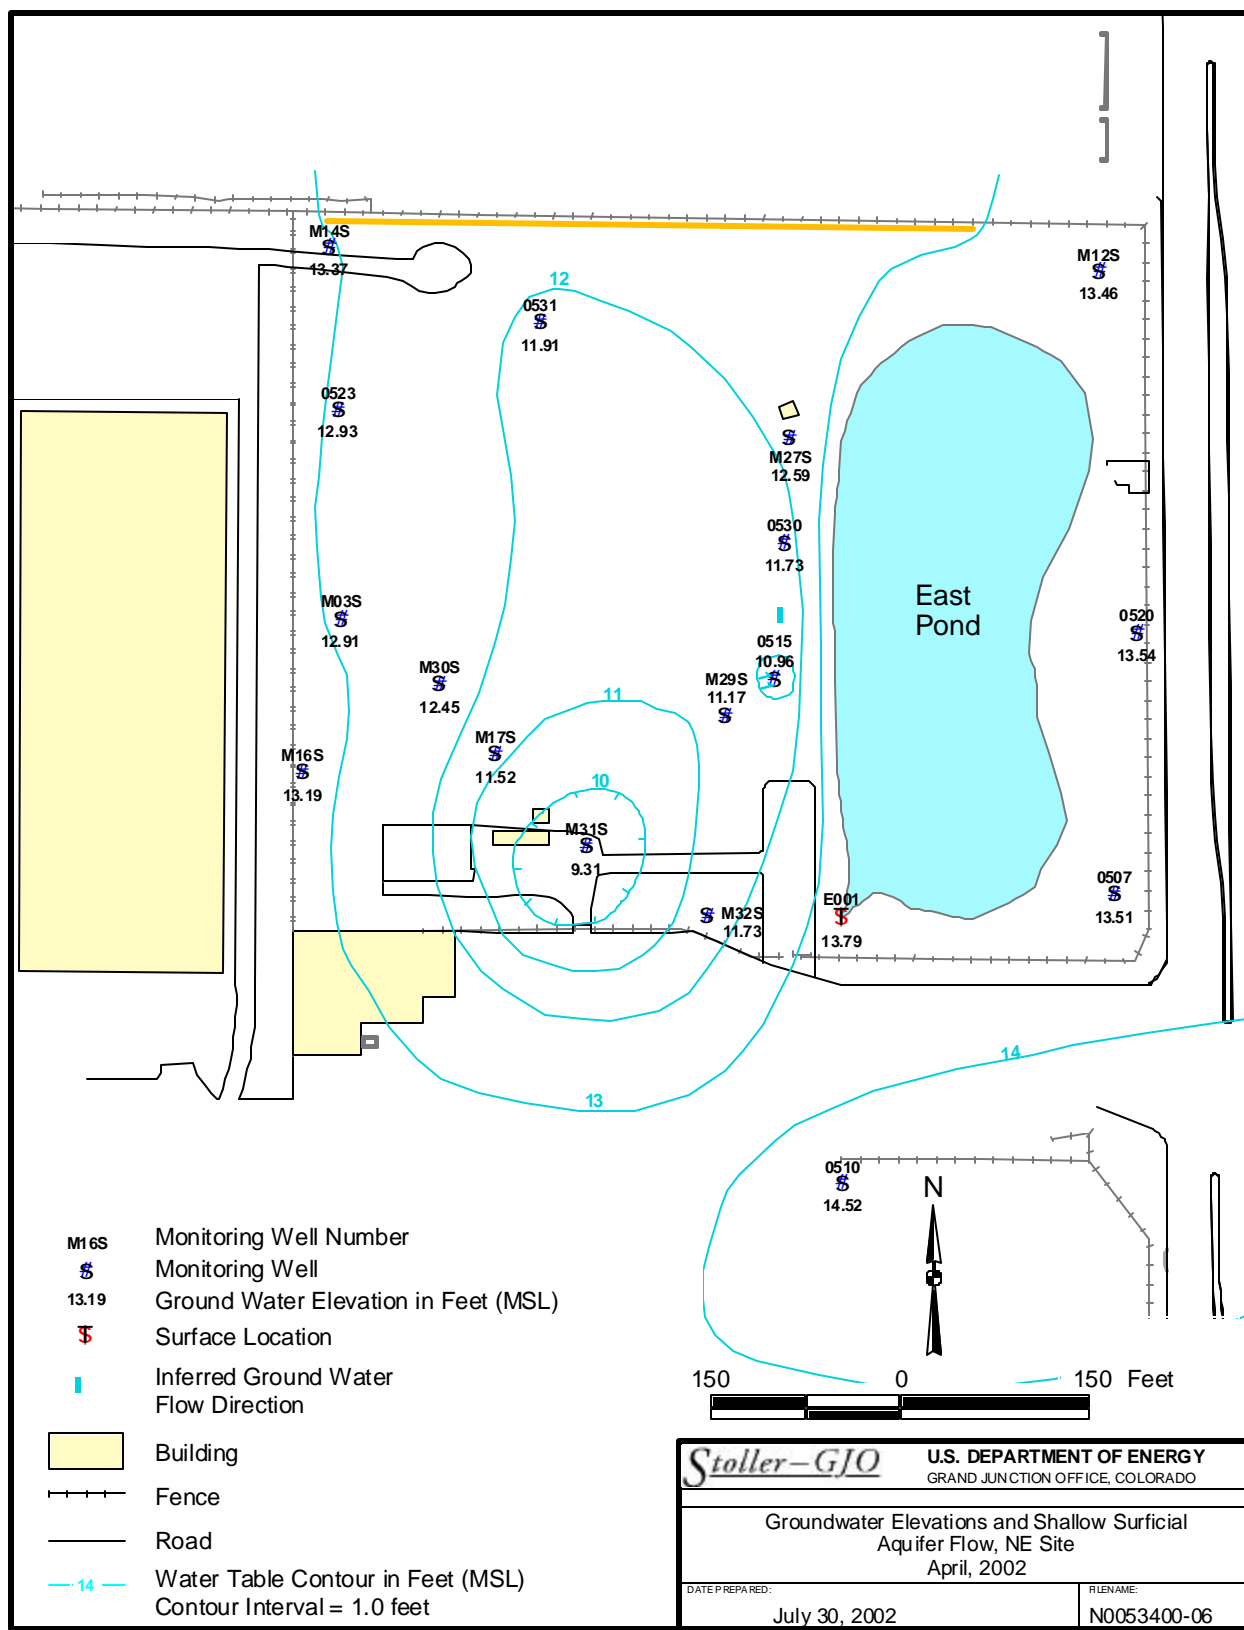 M14S
13.37
M12S
13.46
12
0531
11.91
0523
12.93
M27S
12.59
0530
11.73
East
Pond
M03S
12.91
0520
13.54
0515
10.96
M30S
12.45
M29S
11.17
11
M17S
11.52
M16S
13.19
10
M31S
9.31
0507
13.51
E001
13.79
M32S
11.73
14
13
0510
14.52
N
M16S Monitoring Well Number
Monitoring Well
13.19 Ground Water Elevation in Feet (MSL)
Surface Location
Inferred Ground Water
Flow Direction
Building
Fence
Road
14 Water Table Contour in Feet (MSL)
Contour Interval = 1.0 feet
150 0 150 Feet
Stoller-GJO
U.S. DEPARTMENT OF ENERGY
GRAND JUNCTION OFFICE, COLORADO
Groundwater Elevations and Shallow Surficial
Aquifer Flow, NE Site
April, 2002
DATE PREPARED:
July 30, 2002
FILENAME:
N0053400-06